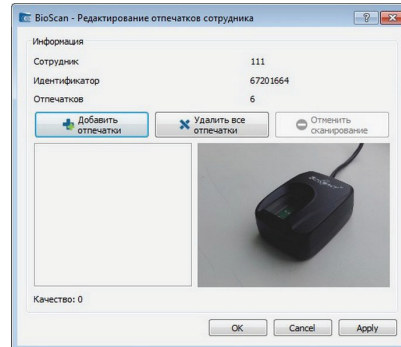 BioScan - Редактирование отпечатков сотрудника
Информация
Сотрудник 111
Идентификатор 67201664
Отпечатков 6
Добавить отпечатки
Удалить все отпечатки
Отменить сканирование
BioSmart
Качество: 0
OK Cancel Apply